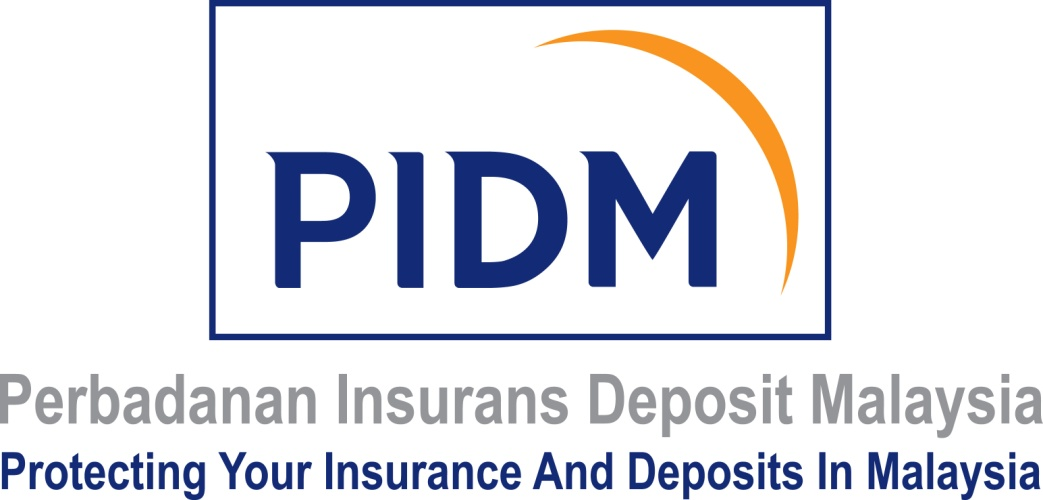 PIDM
Perbadanan Insurans Deposit Malaysia
Protecting Your Insurance And Deposits In Malaysia